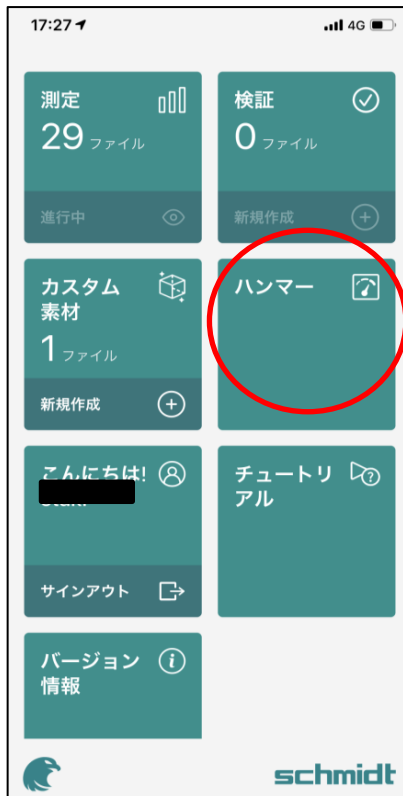 17:27
4G
測定
29 ファイル
進行中
検証
0 ファイル
新規作成
カスタム
素材
1 ファイル
新規作成
ハンマー
こんにちは!
サインアウト
チュートリ
アル
バージョン
情報
schmidt